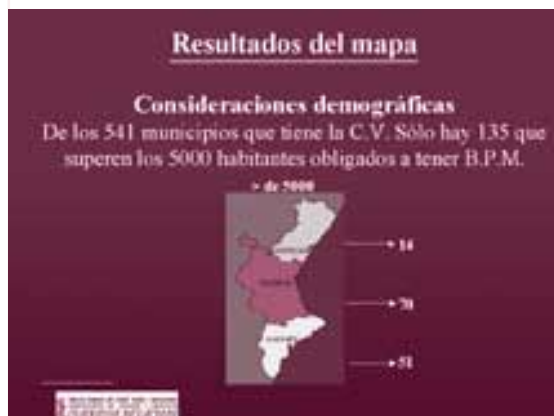 Resultados del mapa
Consideraciones demográficas
De los 541 municipios que tiene la C.V. Sólo hay 135 que
superen los 5000 habitantes obligados a tener B.P.M.
> de 5000
14
70
51